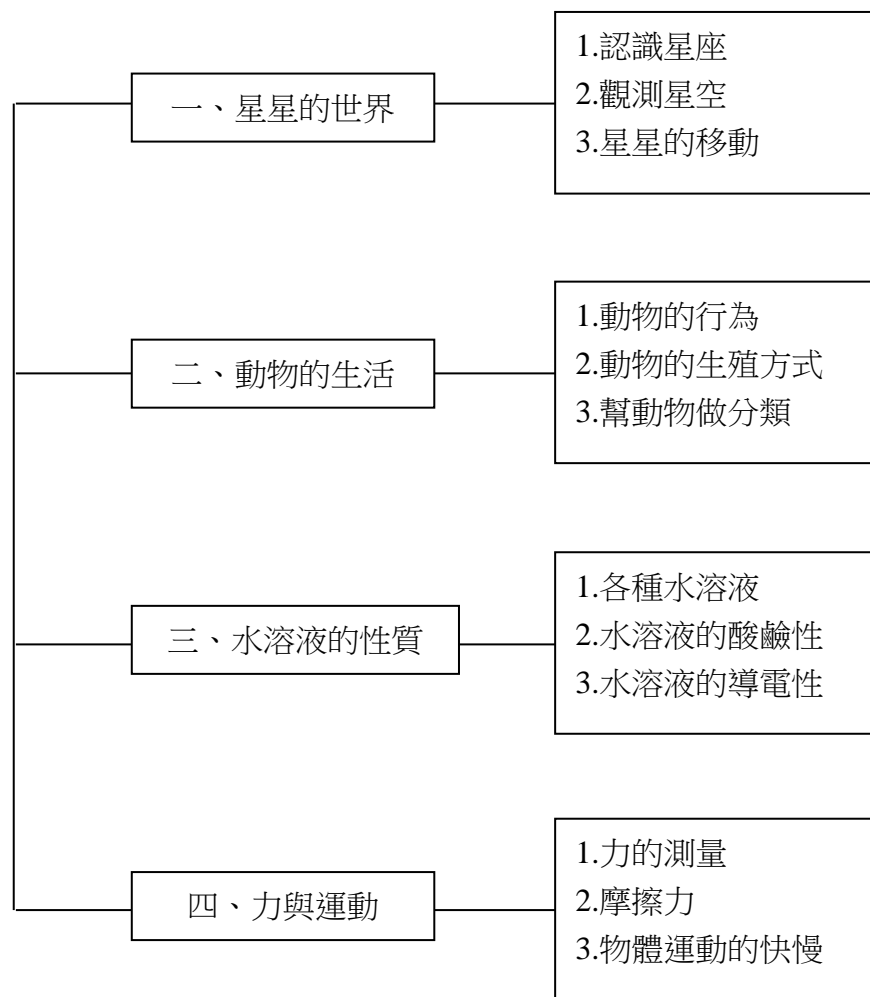 一、星星的世界
1.認識星座
2.觀測星空
3.星星的移動
二、動物的生活
1.動物的行為
2.動物的生殖方式
3.幫動物做分類
三、水溶液的性質
1.各種水溶液
2.水溶液的酸鹼性
3.水溶液的導電性
四、力與運動
1.力的測量
2.摩擦力
3.物體運動的快慢